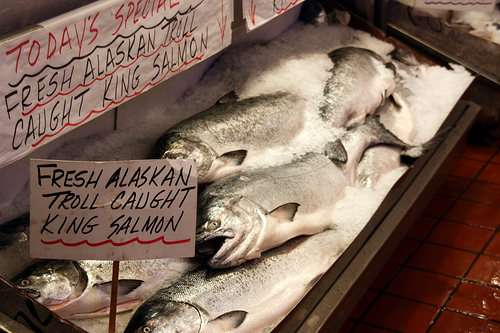 TODAY'S SPECIAL
FRESH ALASKAN TROLL
CAUGHT KING SALMON
FRESH ALASKAN
TROLL CAUGHT
KING SALMON